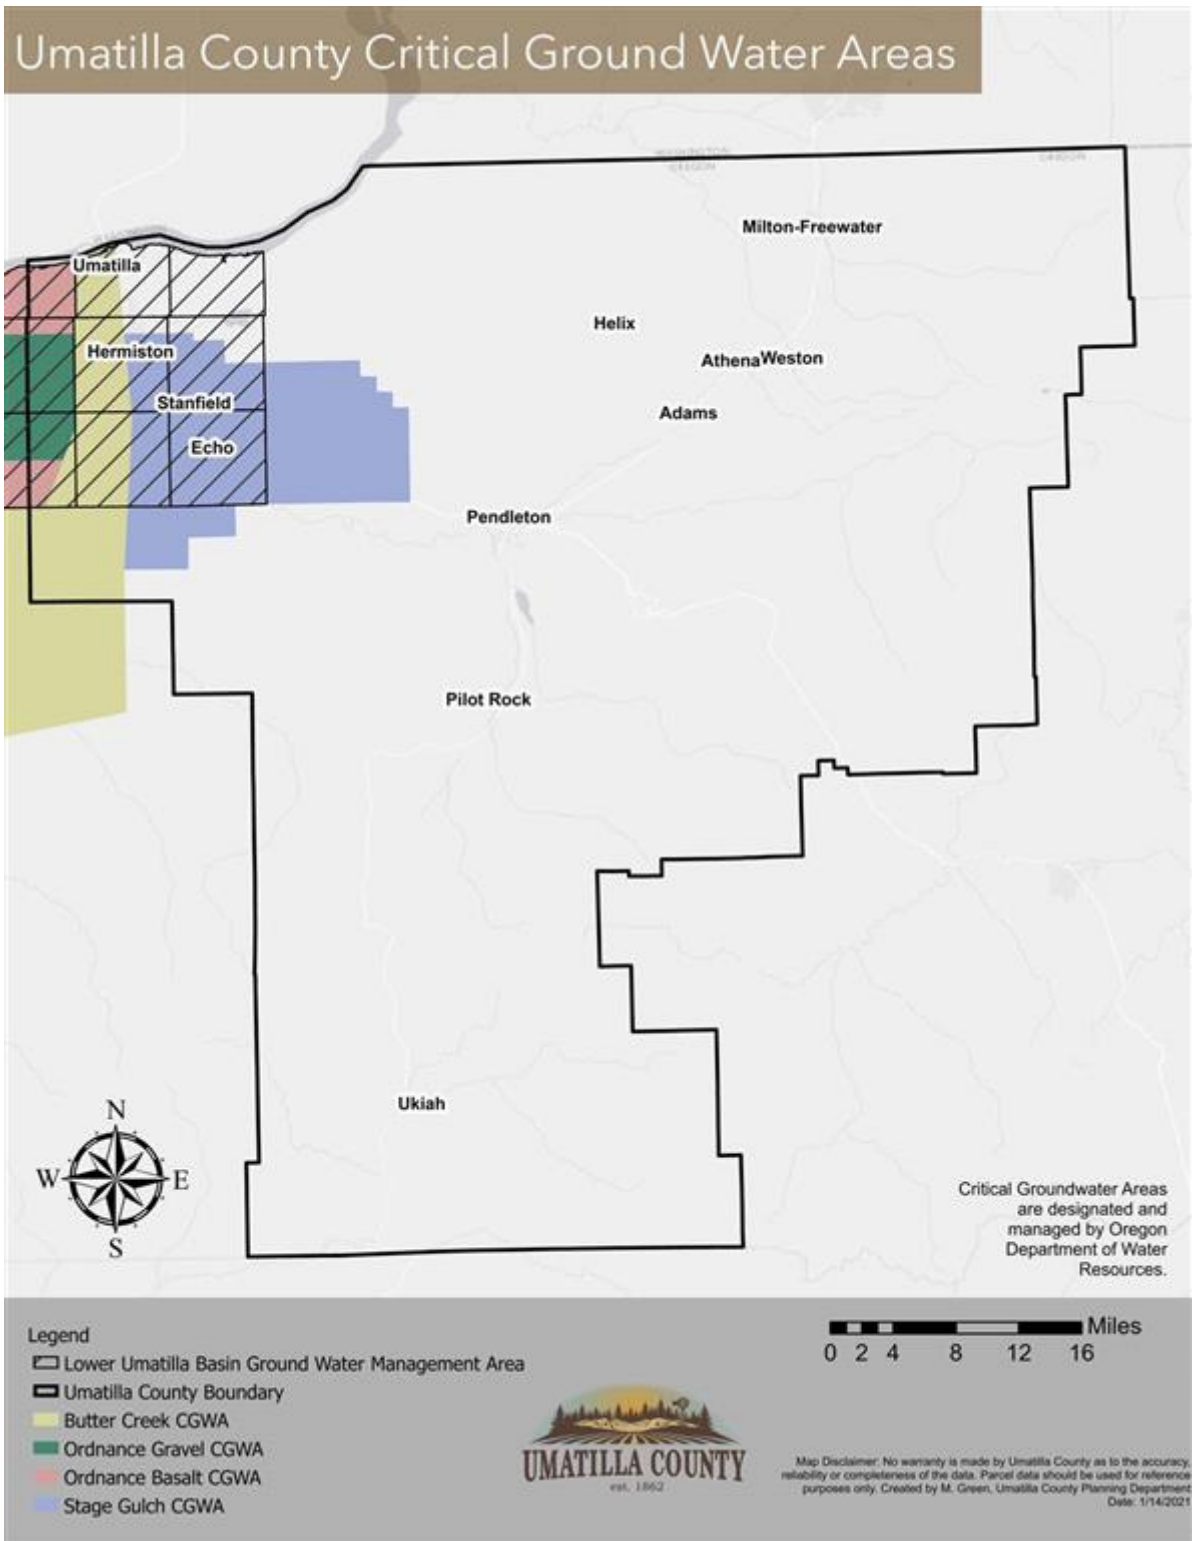 Umatilla County Critical Ground Water Areas
WASHINGTON
OREGON
OREGON
Milton-Freewater
Umatilla
Helix
Hermiston
Athena Weston
Stanfield
Adams
Echo
Pendleton
Pilot Rock
Ukiah
N
W E
S
Critical Groundwater Areas
are designated and
managed by Oregon
Department of Water
Resources.
Legend
Lower Umatilla Basin Ground Water Management Area
Umatilla County Boundary
Butter Creek CGWA
Ordnance Gravel CGWA
Ordnance Basalt CGWA
Stage Gulch CGWA
Miles
0 2 4 8 12 16
UMATILLA COUNTY
est. 1862
Map Disclaimer: No warranty is made by Umatilla County as to the accuracy,
reliability or completeness of the data. Parcel data should be used for reference
purposes only. Created by M. Green, Umatilla County Planning Department
Date: 1/14/2021